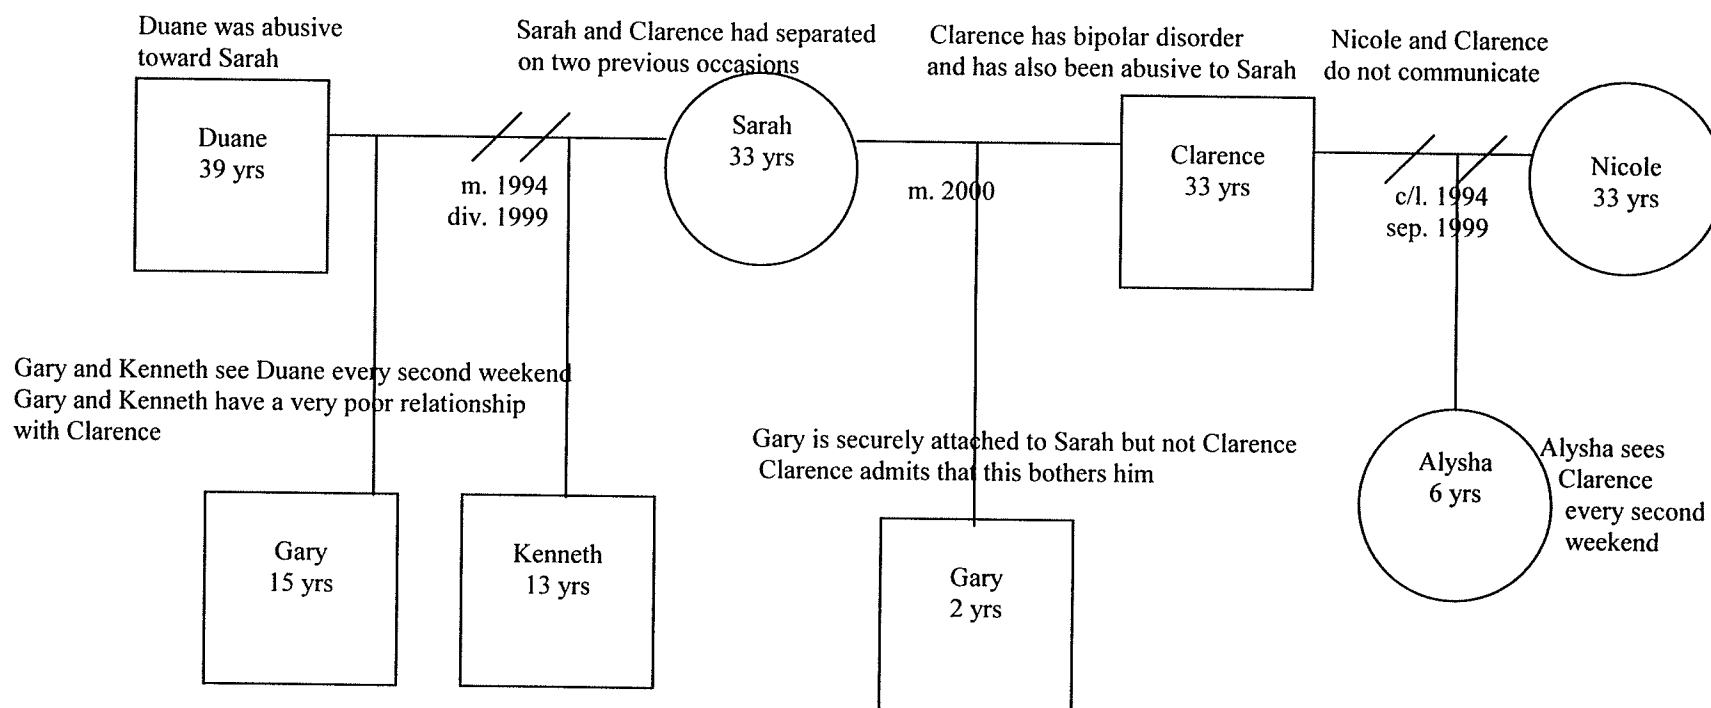 Duane was abusive
toward Sarah
Sarah and Clarence had separated
on two previous occasions
Clarence has bipolar disorder
and has also been abusive to Sarah
Nicole and Clarence
do not communicate
Duane
39 yrs
m. 1994
div. 1999
Sarah
33 yrs
m. 2000
Clarence
33 yrs
c/l. 1994
sep. 1999
Nicole
33 yrs
Gary and Kenneth see Duane every second weekend
Gary and Kenneth have a very poor relationship
with Clarence
Gary is securely attached to Sarah but not Clarence
Clarence admits that this bothers him
Gary
15 yrs
Kenneth
13 yrs
Gary
2 yrs
Alysha
6 yrs
Alysha sees
Clarence
every second
weekend